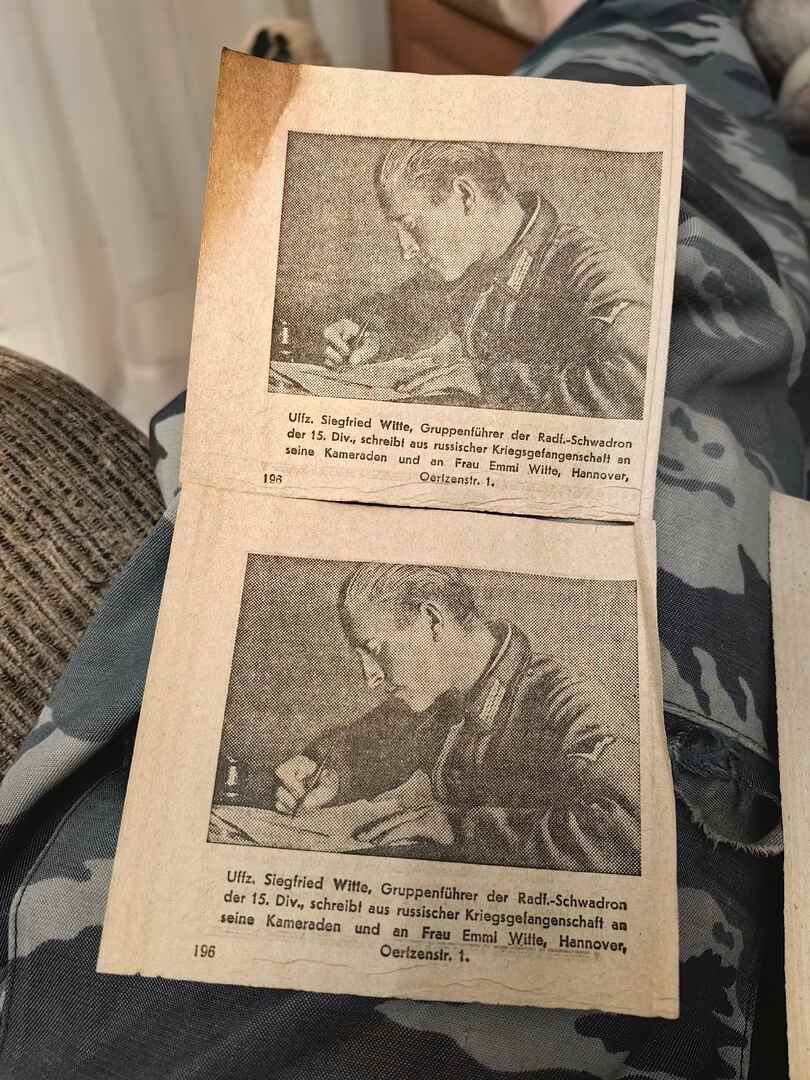 Uffz. Siegfried Witte, Gruppenführer der Radf.-Schwadron
der 15. Div., schreibt aus russischer Kriegsgefangenschaft an
seine Kameraden und an Frau Emmi Witte, Hannover,
Oertzenstr. 1.
196
Uffz. Siegfried Witte, Gruppenführer der Radf.-Schwadron
der 15. Div., schreibt aus russischer Kriegsgefangenschaft an
seine Kameraden und an Frau Emmi Witte, Hannover,
Oertzenstr. 1.
196